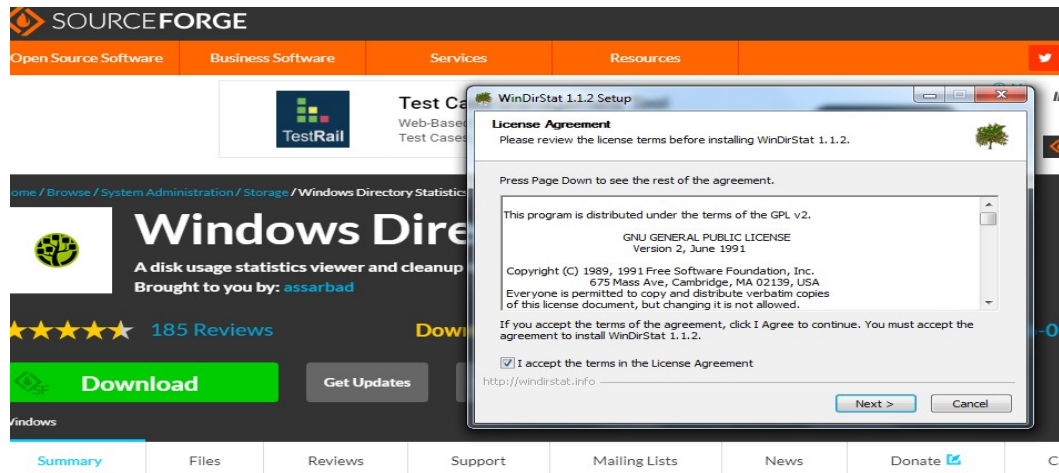 SOURCEFORGE
Open Source Software Business Software Services Resources
TestRail
Test Ca
Web-Based
Test Cases
WinDirStat 1.1.2 Setup
License Agreement
Please review the license terms before installing WinDirStat 1.1.2.
Press Page Down to see the rest of the agreement.
This program is distributed under the terms of the GPL v2.
GNU GENERAL PUBLIC LICENSE
Version 2, June 1991
Copyright (C) 1989, 1991 Free Software Foundation, Inc.
675 Mass Ave, Cambridge, MA 02139, USA
Everyone is permitted to copy and distribute verbatim copies
of this license document, but changing it is not allowed.
If you accept the terms of the agreement, click I Agree to continue. You must accept the
agreement to install WinDirStat 1.1.2.
I accept the terms in the License Agreement
http://windirstat.info
Next > Cancel
ome / Browse / System Administration / Storage / Windows Directory Statistic
Windows Dire
A disk usage statistics viewer and cleanup
Brought to you by: assarbad
185 Reviews Down
SF Download Get Updates
Windows
Summary Files Reviews Support Mailing Lists News Donate C